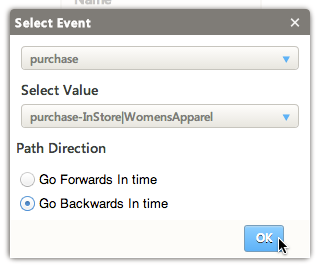 Name
Select Event
purchase
Select Value
purchase-InStore|WomensApparel
Path Direction
Go Forwards In time
Go Backwards In time
OK